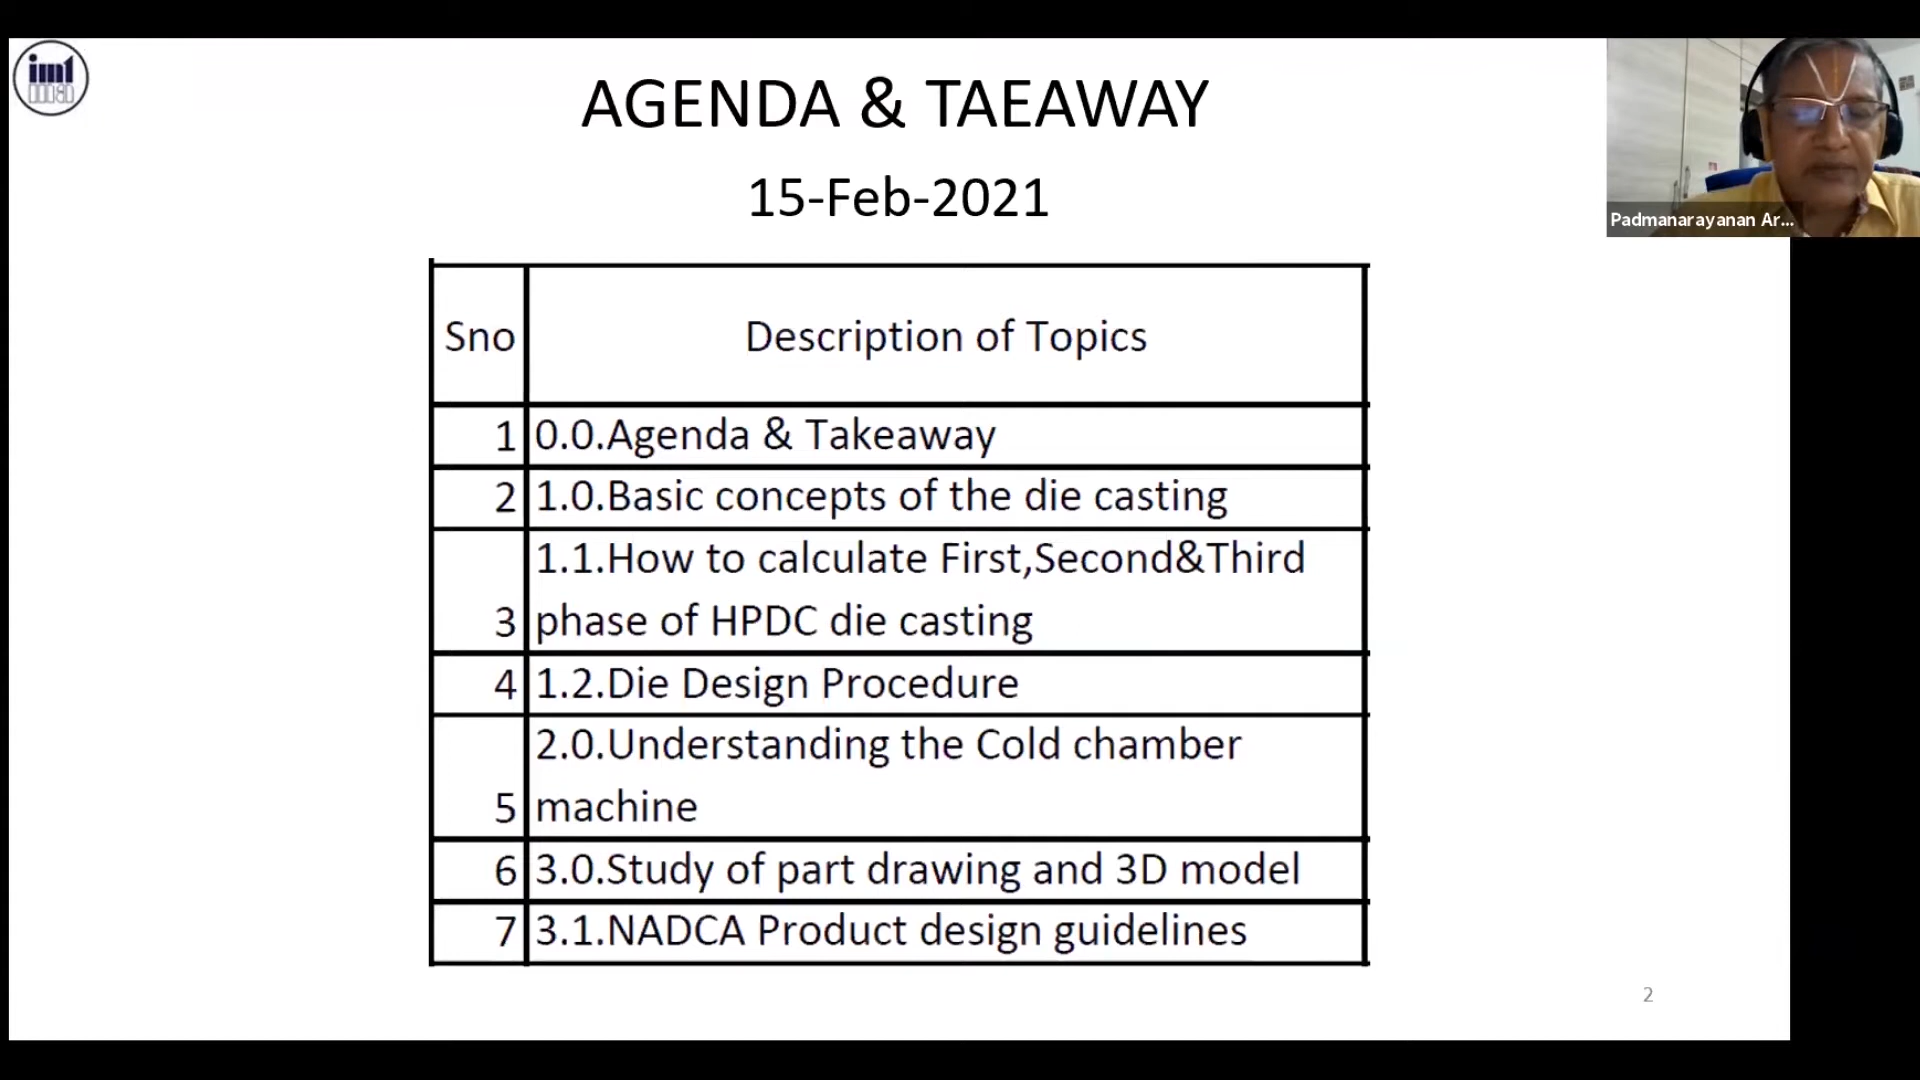 im1
AGENDA & TAEAWAY
15-Feb-2021
Padmanarayanan Ar...
Sno Description of Topics
1 0.0.Agenda & Takeaway
2 1.0.Basic concepts of the die casting
1.1.How to calculate First,Second&Third
3 phase of HPDC die casting
4 1.2.Die Design Procedure
2.0.Understanding the Cold chamber
5 machine
6 3.0.Study of part drawing and 3D model
7 3.1.NADCA Product design guidelines
2